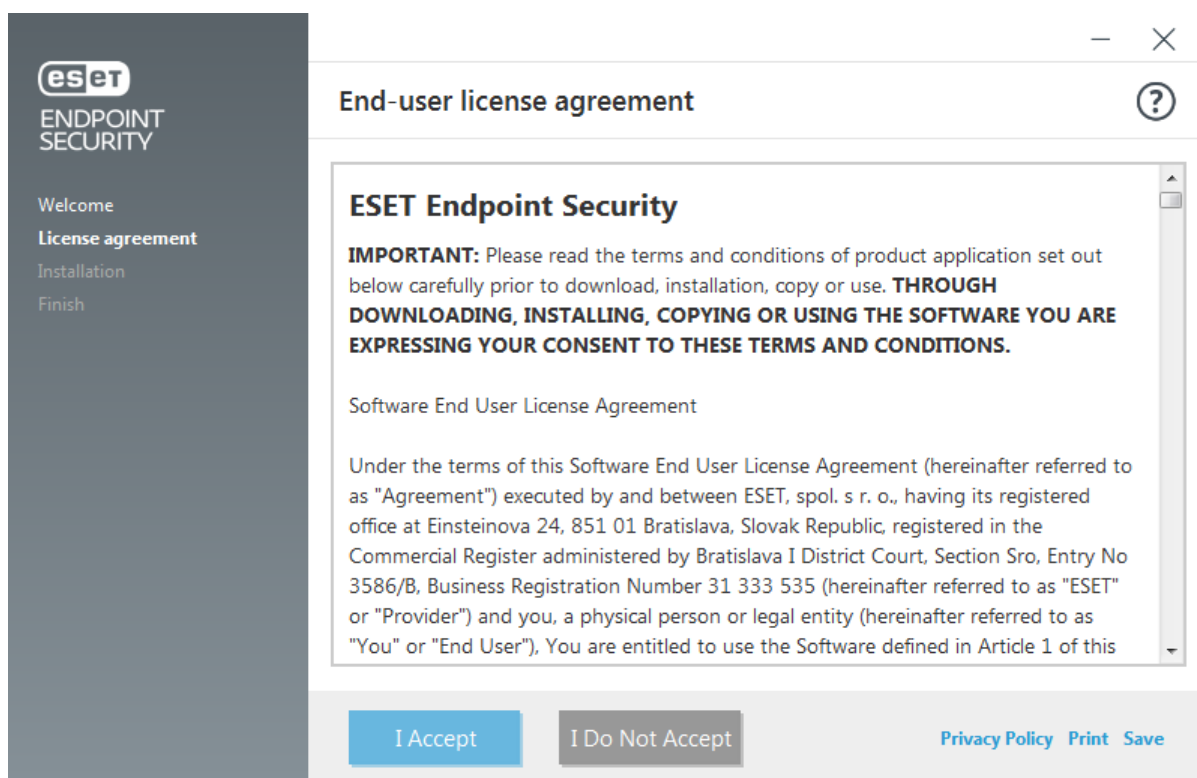 eset
ENDPOINT
SECURITY
Welcome
License agreement
Installation
Finish
End-user license agreement
?
ESET Endpoint Security
IMPORTANT: Please read the terms and conditions of product application set out
below carefully prior to download, installation, copy or use. THROUGH
DOWNLOADING, INSTALLING, COPYING OR USING THE SOFTWARE YOU ARE
EXPRESSING YOUR CONSENT TO THESE TERMS AND CONDITIONS.
Software End User License Agreement
Under the terms of this Software End User License Agreement (hereinafter referred to
as "Agreement") executed by and between ESET, spol. s r. o., having its registered
office at Einsteinova 24, 851 01 Bratislava, Slovak Republic, registered in the
Commercial Register administered by Bratislava I District Court, Section Sro, Entry No
3586/B, Business Registration Number 31 333 535 (hereinafter referred to as "ESET"
or "Provider") and you, a physical person or legal entity (hereinafter referred to as
"You" or "End User"), You are entitled to use the Software defined in Article 1 of this
I Accept
I Do Not Accept
Privacy Policy Print Save